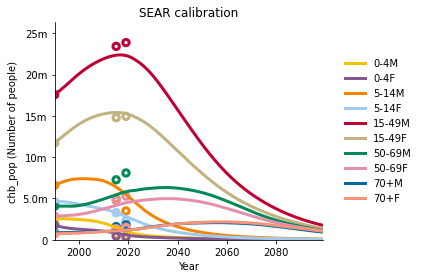 SEAR calibration
chb_pop (Number of people)
25m
20m
15m
10m
5.0m
0
2000
2020
2040
2060
2080
Year
0-4M
0-4F
5-14M
5-14F
15-49M
15-49F
50-69M
50-69F
70+M
70+F